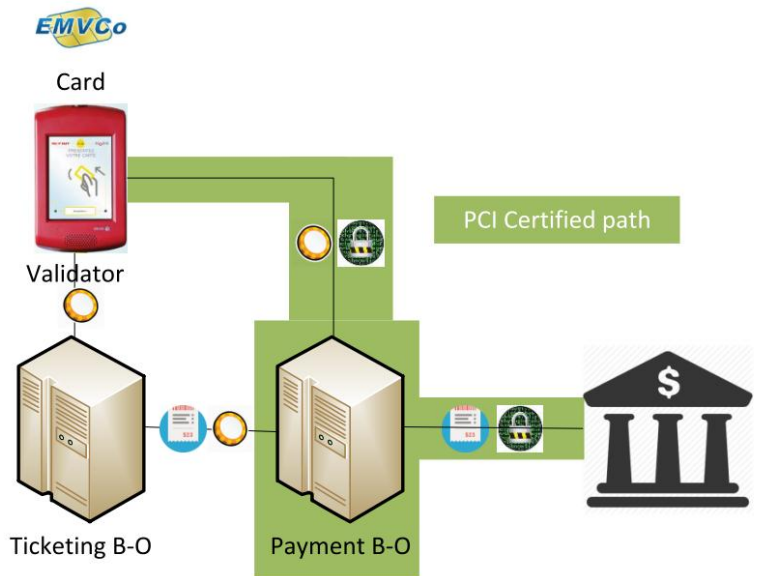 EMVCo
Card
PCI Certified path
Validator
$
Ticketing B-O
Payment B-O